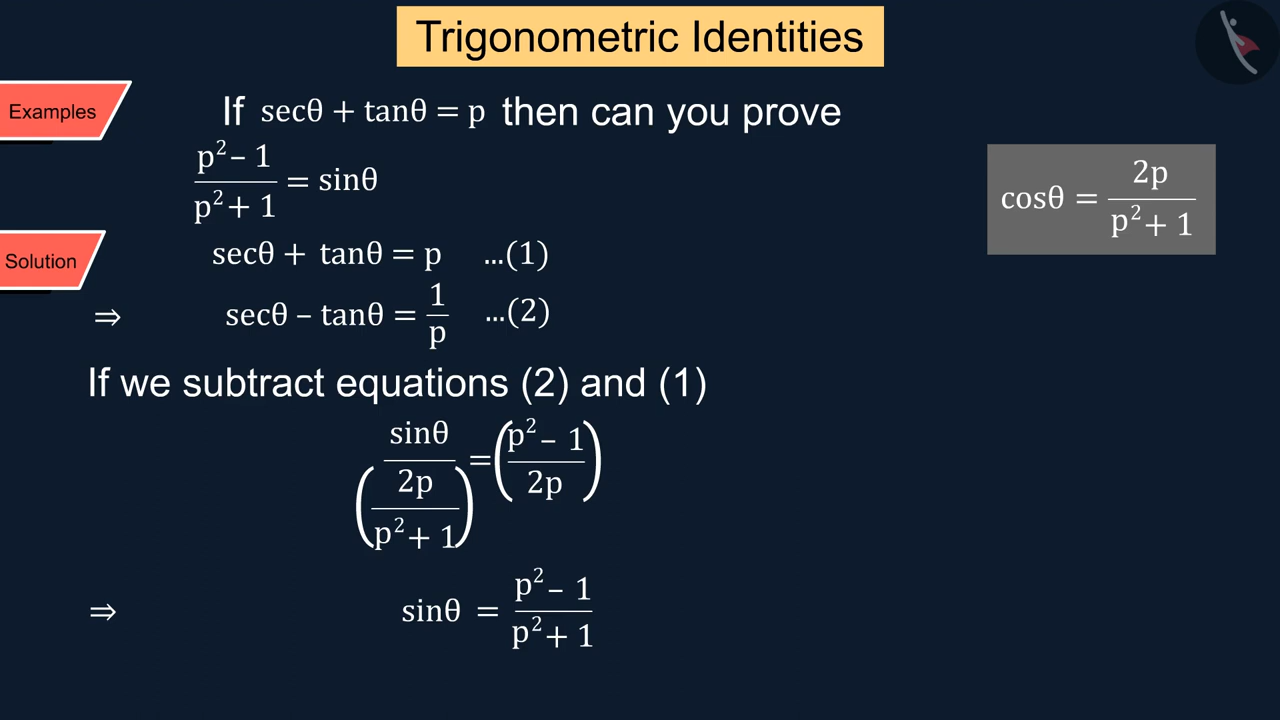 Trigonometric Identities
Examples
If secθ + tanθ = p then can you prove
p² – 1
p² + 1
= sinθ
cosθ =
2p
p² + 1
Solution
secθ + tanθ = p ...(1)
⇒ secθ – tanθ = 1/p ...(2)
If we subtract equations (2) and (1)
sinθ / (2p / p² + 1) = (p² – 1 / 2p)
⇒ sinθ = p² – 1 / p² + 1